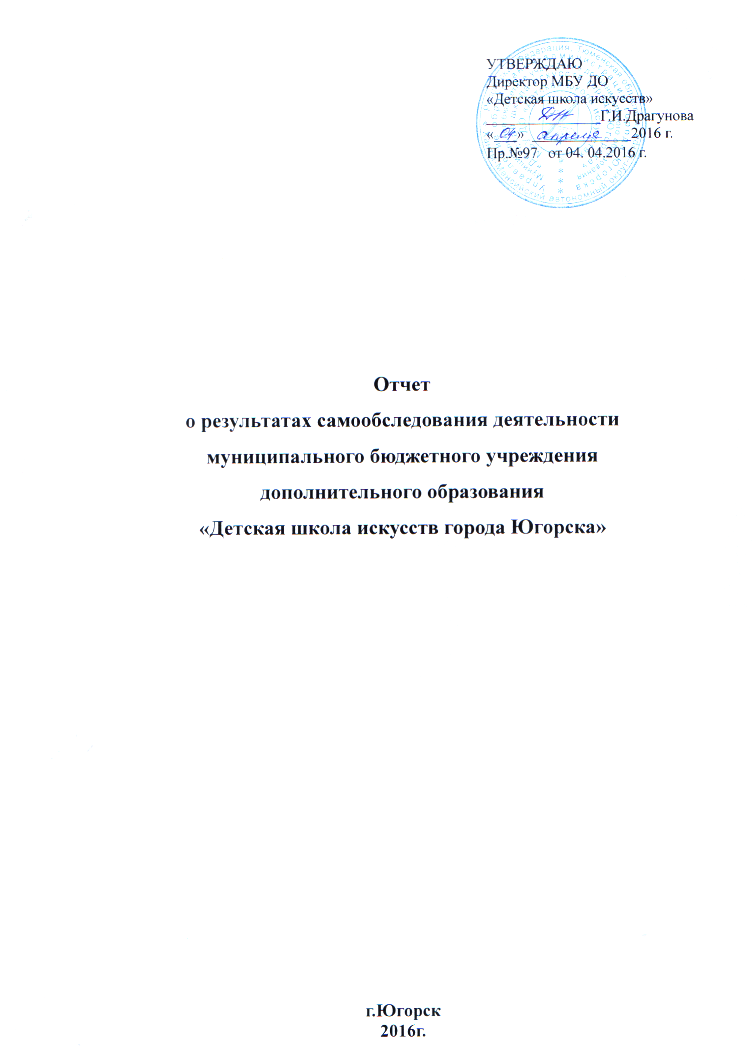 УТВЕРЖДАЮ
Директор МБУ ДО
«Детская школа искусств»
Г.И.Драгунова
«04» апреля 2016 г.
Пр.№97 от 04. 04.2016 г.
Отчет
о результатах самообследования деятельности
муниципального бюджетного учреждения
дополнительного образования
«Детская школа искусств города Югорска»
г.Югорск
2016г.